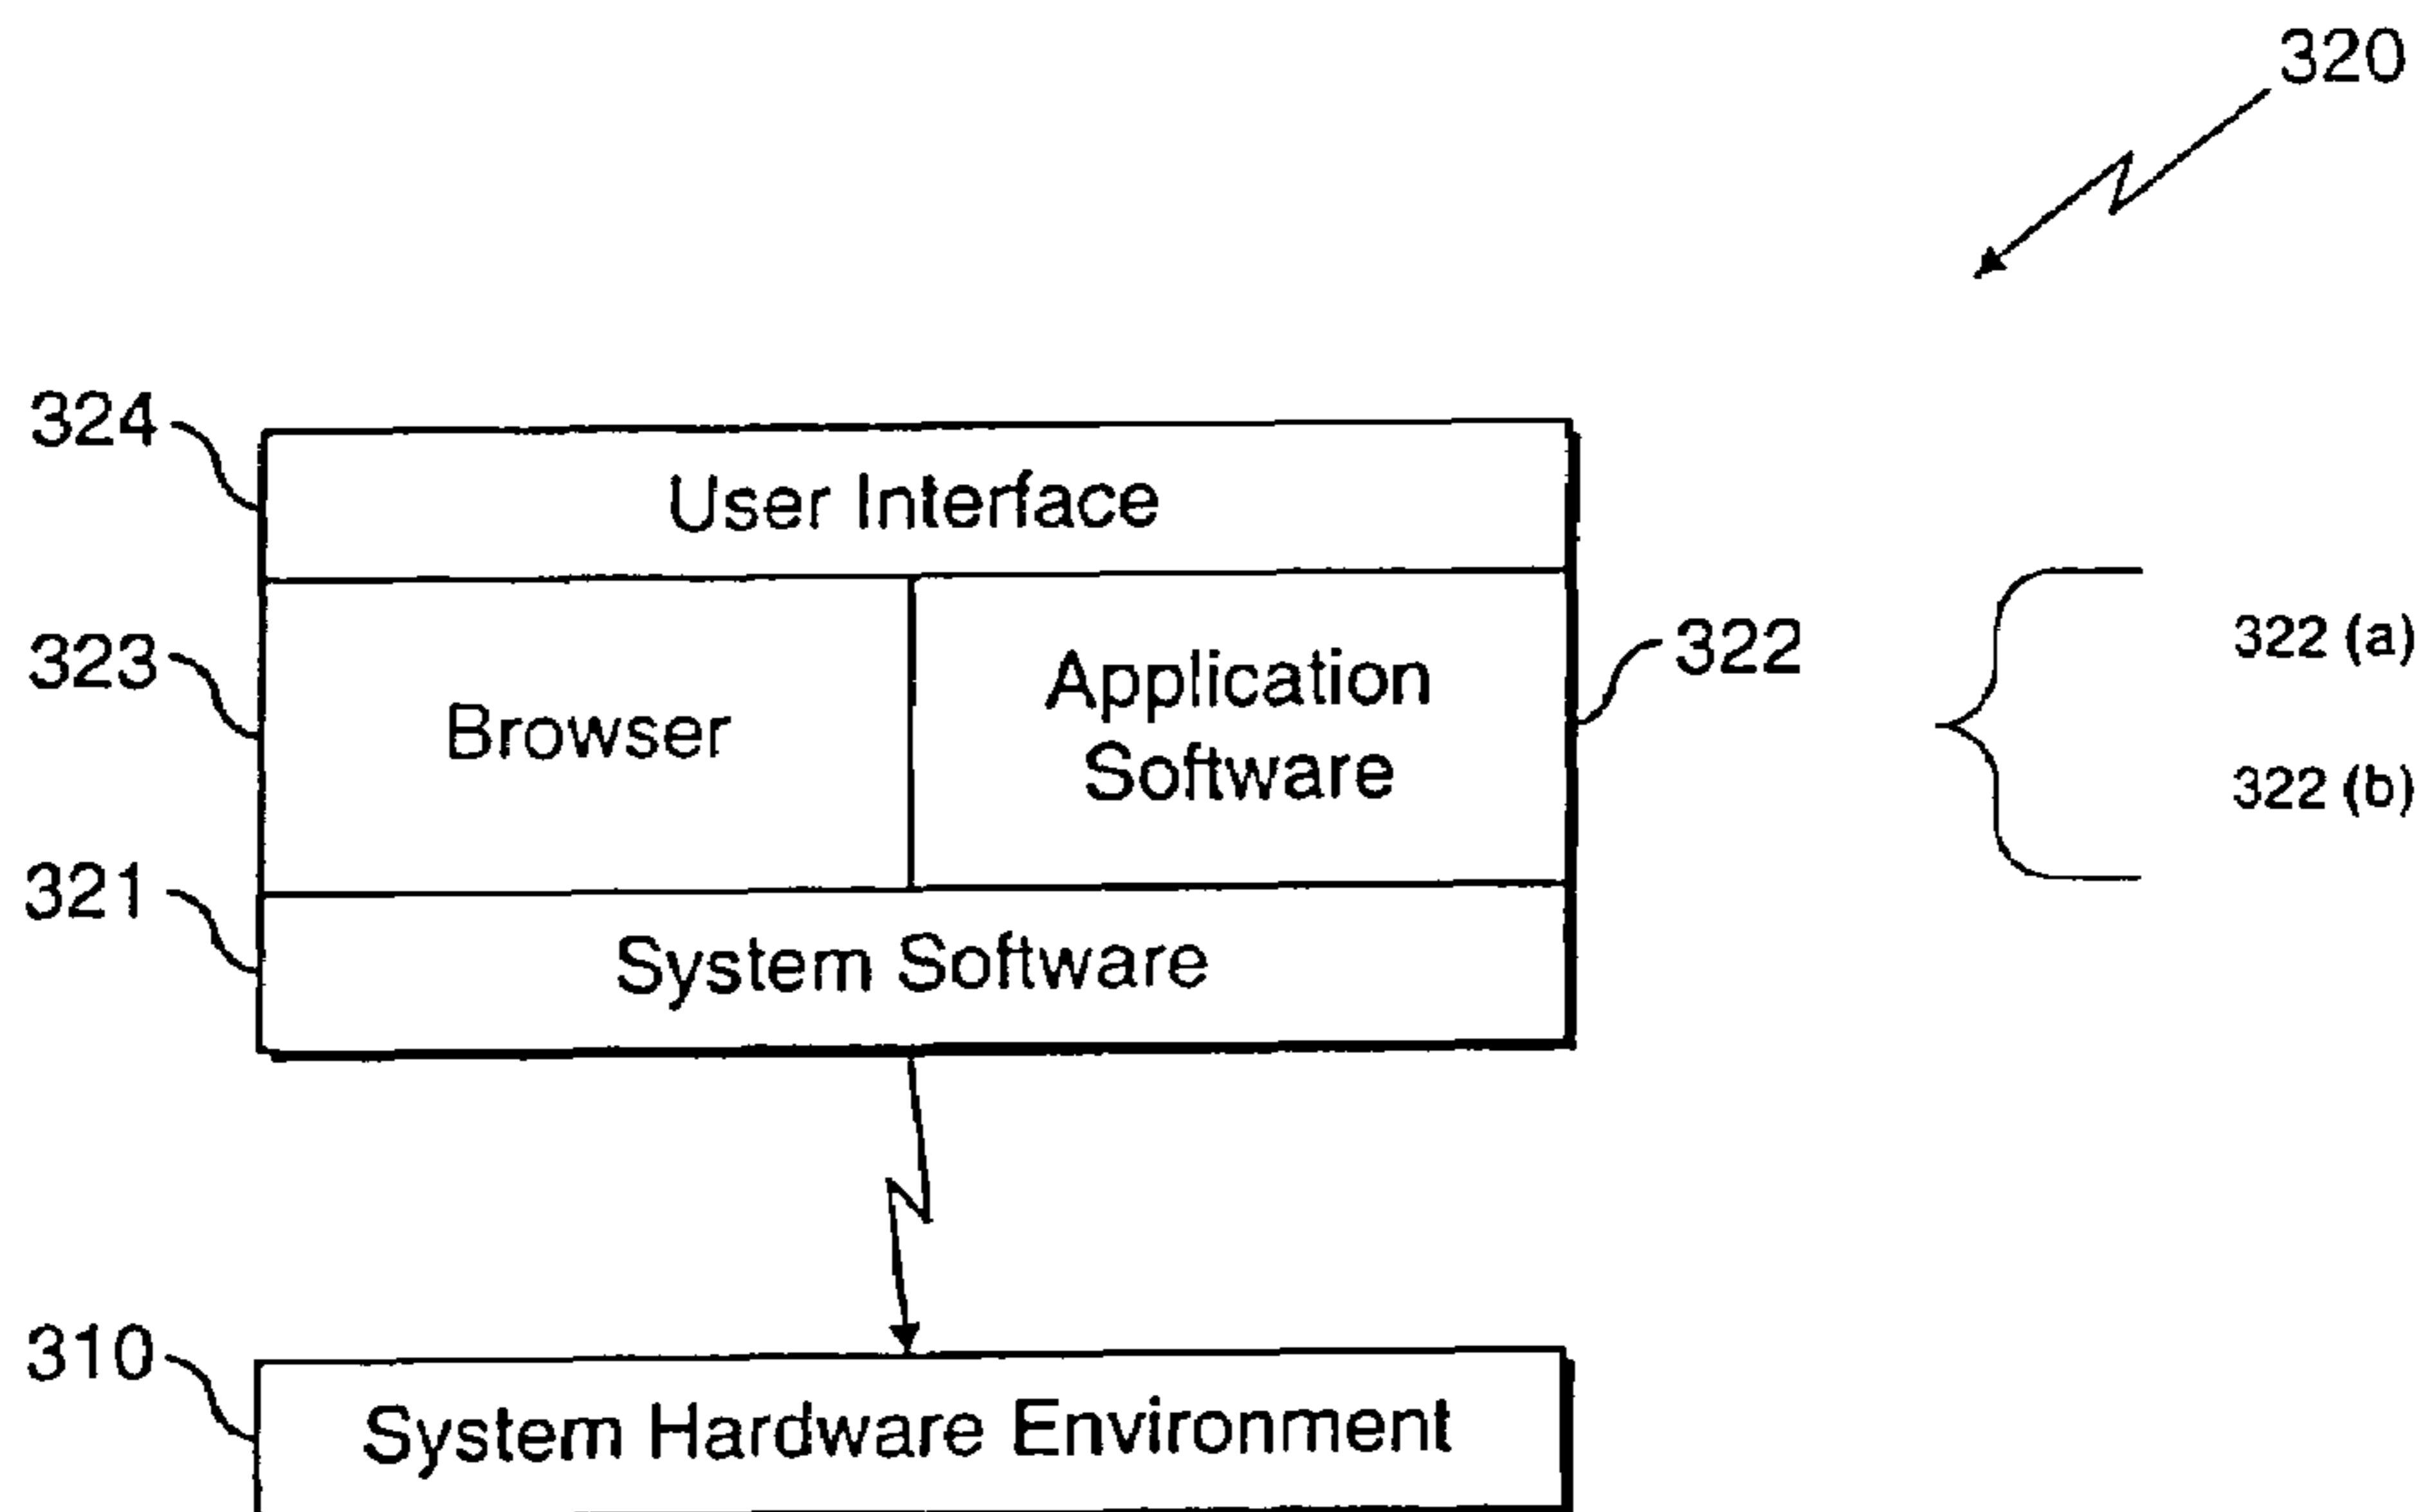 320
324
User Interface
323
Browser
Application
Software
322
322 (a)
322 (b)
321
System Software
310
System Hardware Environment